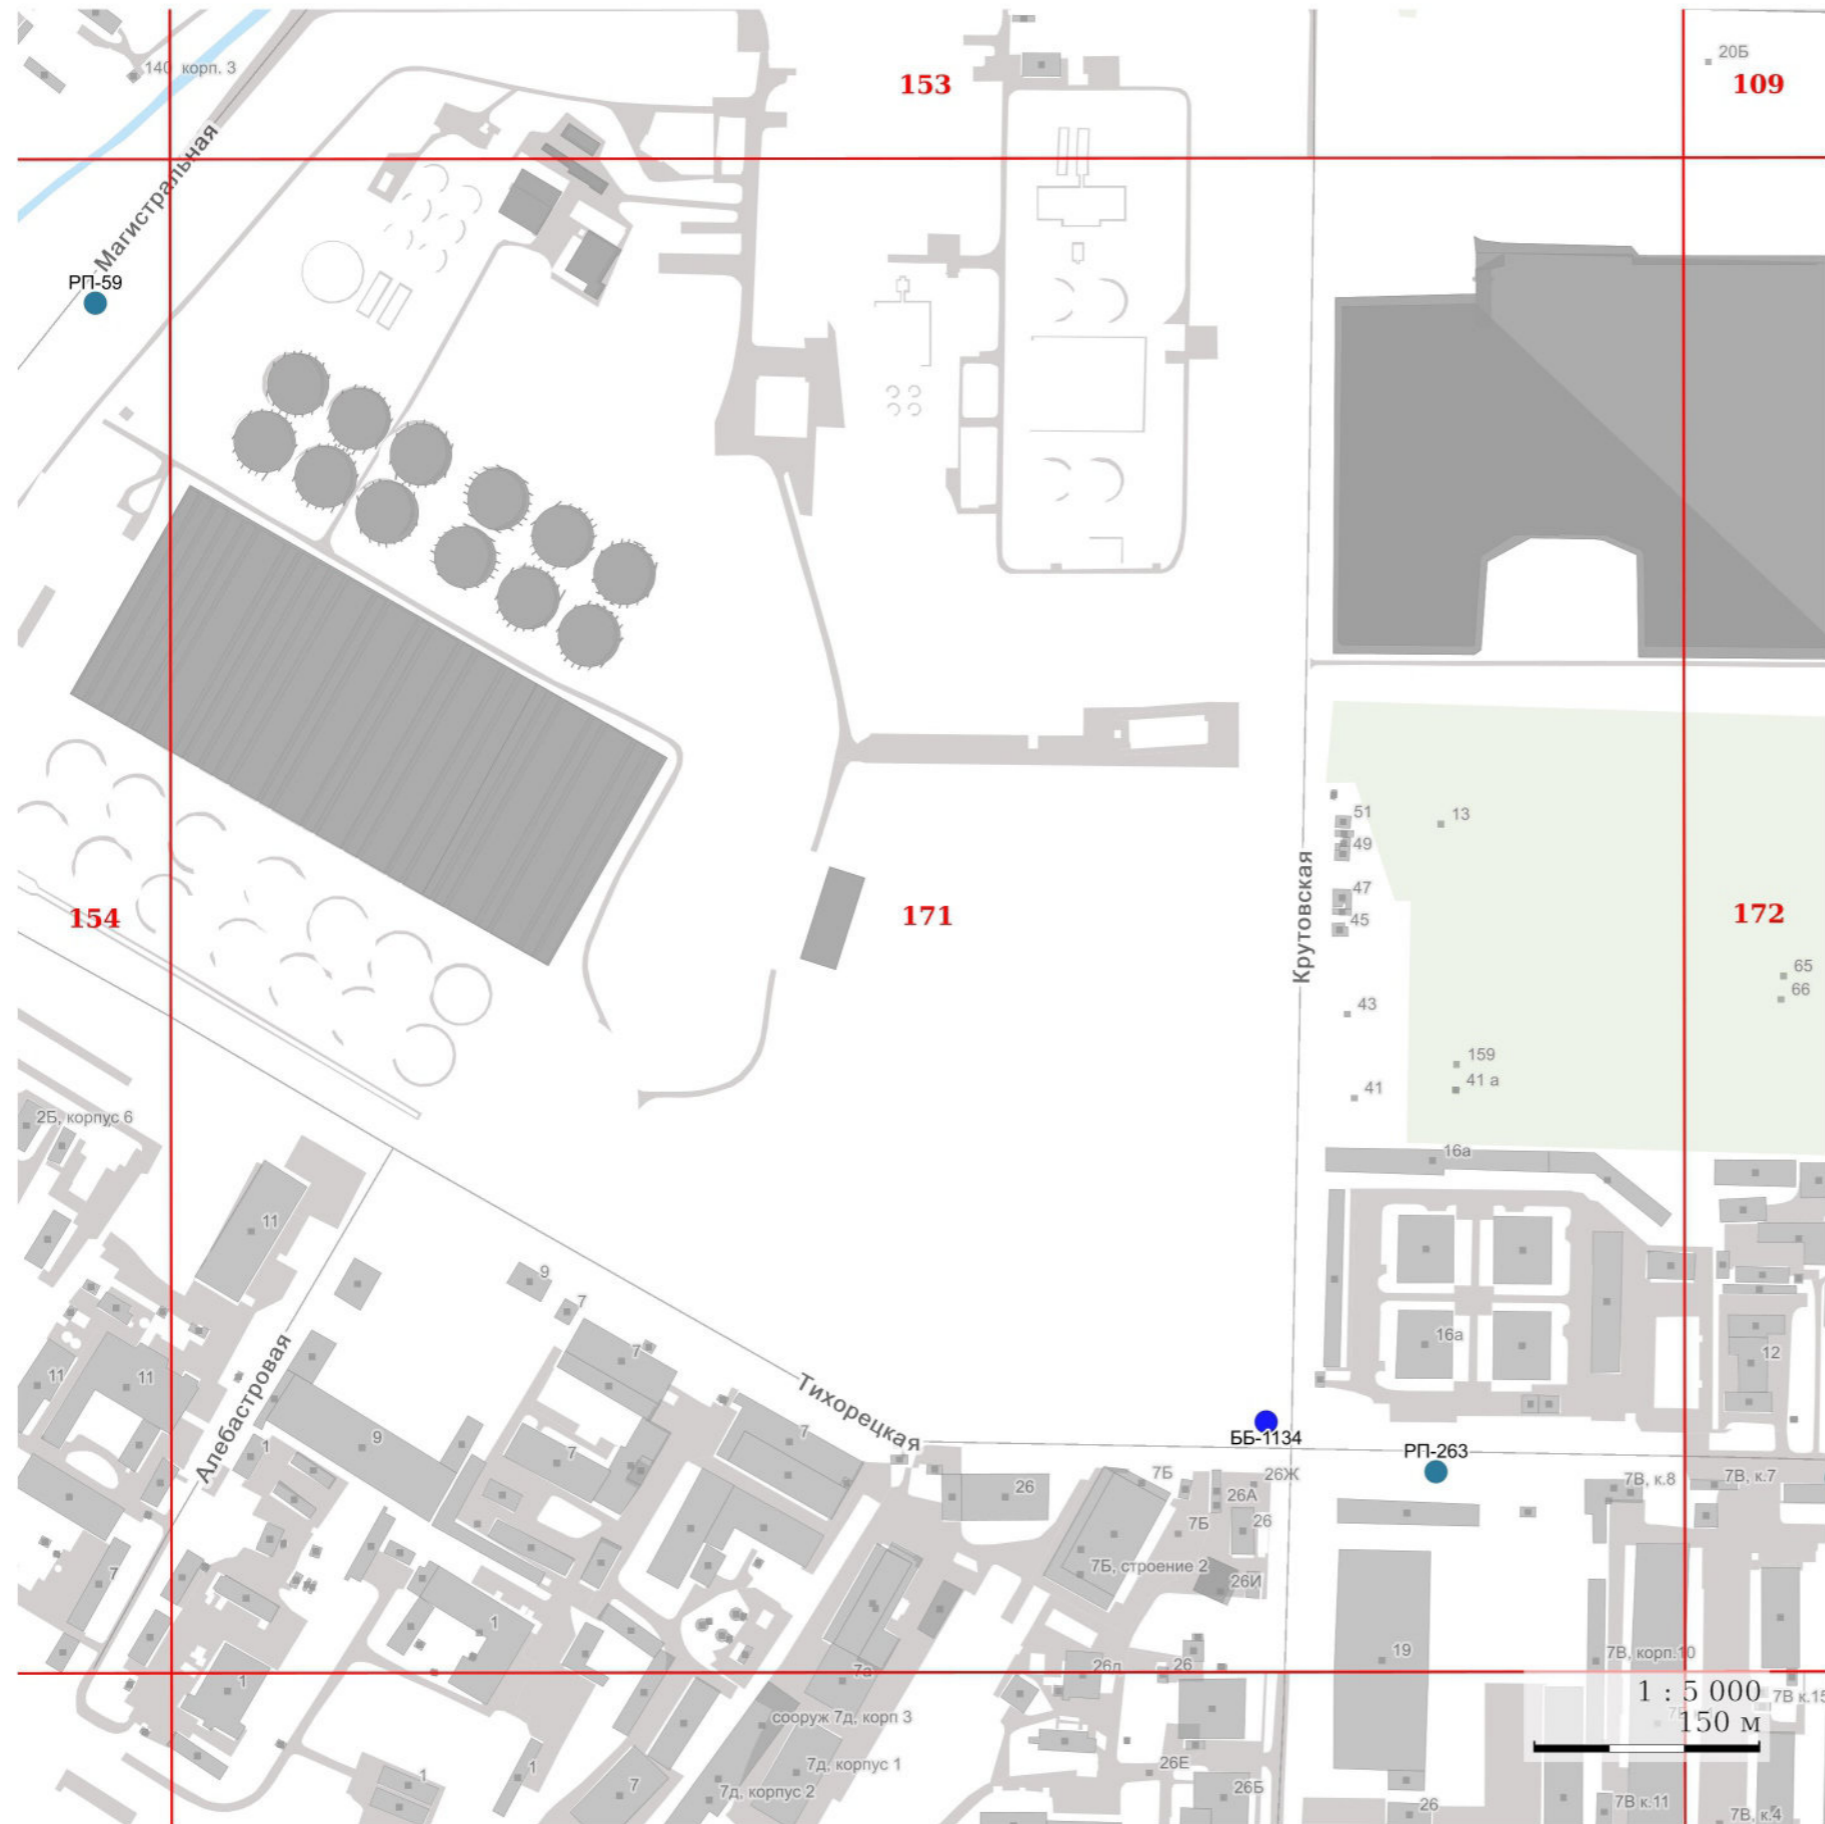 20Б
140 корп. 3
153
109
Магистральная
РП-59
51
13
49
47
45
154
171
172
Крутовская
65
66
43
159
41 а
41
2Б, корпус 6
16а
11
9
7
16а
7
12
11
11
Алебастровая
Тихорецкая
1
9
7
7
ББ-1134
РП-263
7Б
26Ж
7В, к.8
7В, к.7
26
26А
7Б
26
7Б, строение 2
26И
7
1
19
7В, корп.10
7а
26л
26
1
1 : 5 000
7В к.15
сооруж 7д, корп 3
150 м
7д, корпус 1
26Е
1
1
7
7д, корпус 2
26Б
26
7В к.11
7В, к.4